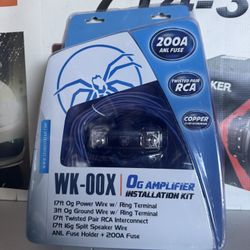 200A
ANL FUSE
TWISTED PAIR
RCA
COPPER
WK-00X
0G AMPLIFIER
INSTALLATION KIT
17ft 0g Power Wire w/ Ring Terminal
3ft 0g Ground Wire w/ Ring Terminal
17ft Twisted Pair RCA Interconnect
17ft 16g Split Speaker Wire
ANL Fuse Holder + 200A Fuse